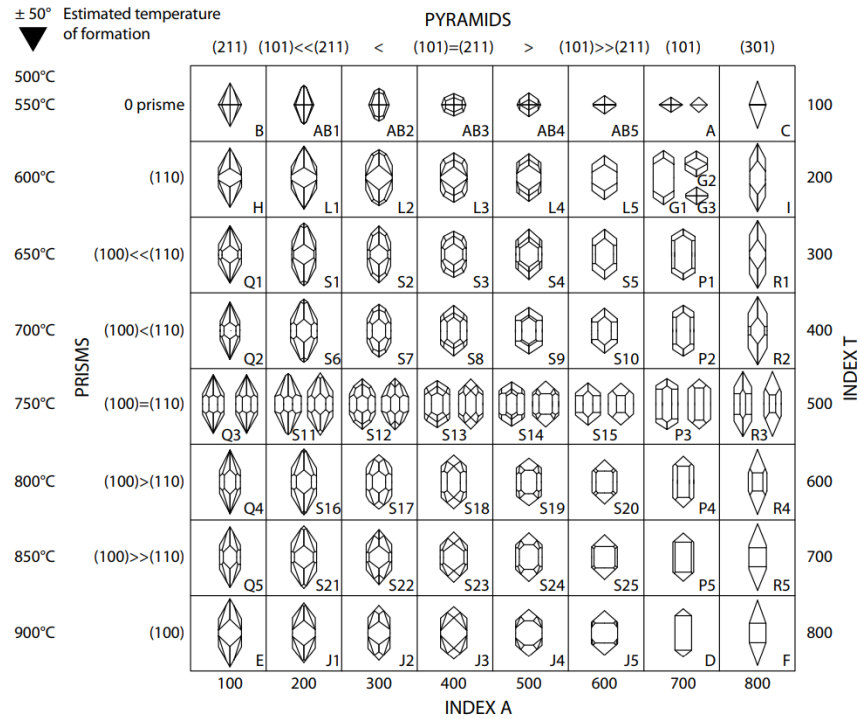 ± 50° Estimated temperature of formation
PYRAMIDS
(211) (101)<<(211) < (101)=(211) > (101)>>(211) (101) (301)
500°C
550°C 0 prisme B AB1 AB2 AB3 AB4 AB5 A C 100
600°C (110) H L1 L2 L3 L4 L5 G1 G2 G3 I 200
650°C (100)<<(110) Q1 S1 S2 S3 S4 S5 P1 R1 300
700°C (100)<(110) Q2 S6 S7 S8 S9 S10 P2 R2 400
PRISMS
INDEX T
750°C (100)=(110) Q3 S11 S12 S13 S14 S15 P3 R3 500
800°C (100)>(110) Q4 S16 S17 S18 S19 S20 P4 R4 600
850°C (100)>>(110) Q5 S21 S22 S23 S24 S25 P5 R5 700
900°C (100) E J1 J2 J3 J4 J5 D F 800
100 200 300 400 500 600 700 800
INDEX A